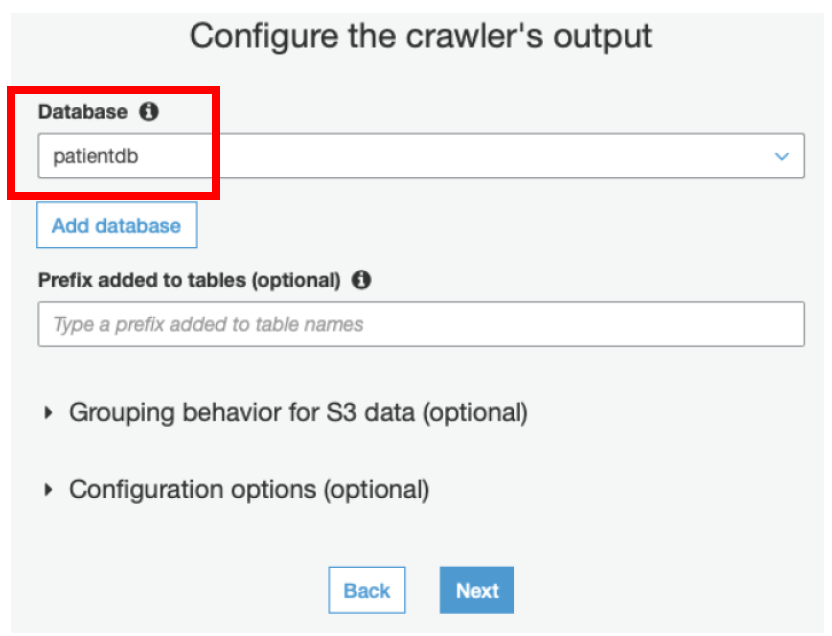 Configure the crawler's output
Database
patientdb
Add database
Prefix added to tables (optional)
Type a prefix added to table names
Grouping behavior for S3 data (optional)
Configuration options (optional)
Back
Next